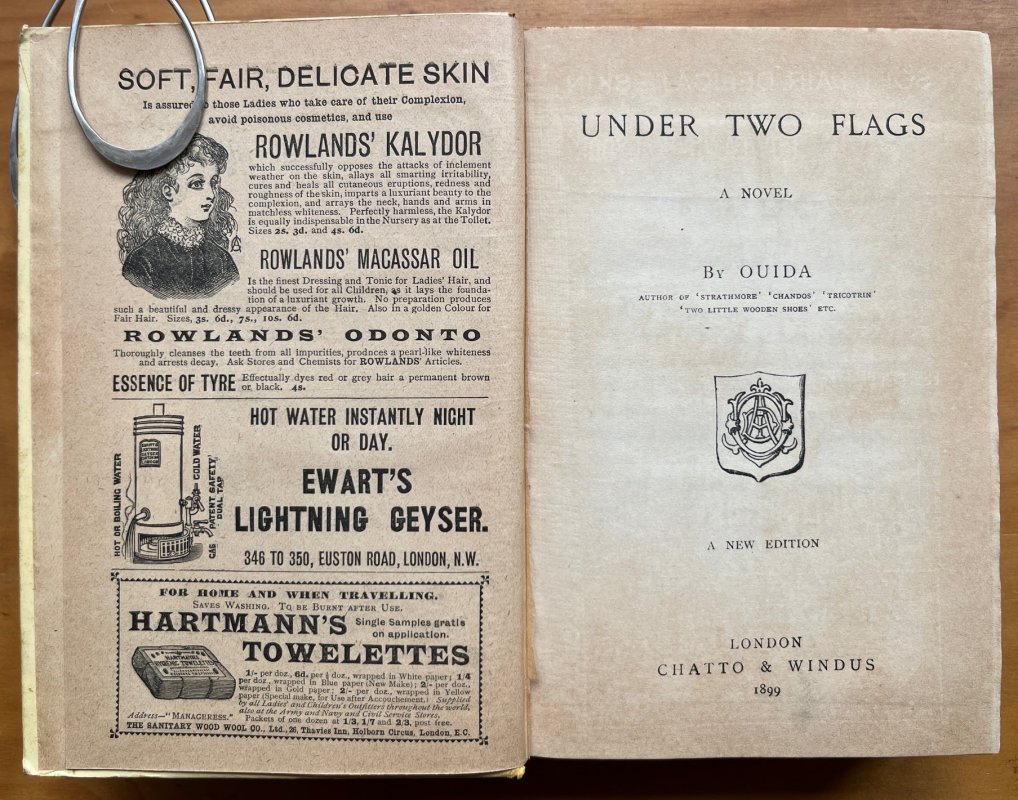 SOFT, FAIR, DELICATE SKIN
Is assured to those Ladies who take care of their Complexion,
avoid poisonous cosmetics, and use
ROWLANDS' KALYDOR
which successfully opposes the attacks of inclement
weather on the skin, allays all smarting irritability,
cures and heals all cutaneous eruptions, redness and
roughness of the skin, imparts a luxuriant beauty to the
complexion, and arrays the neck, hands and arms in
matchless whiteness. Perfectly harmless, the Kalydor
is equally indispensable in the Nursery as at the Toilet.
Sizes 2s. 3d. and 4s. 6d.
ROWLANDS' MACASSAR OIL
Is the finest Dressing and Tonic for Ladies' Hair, and
should be used for all Children, as it lays the founda-
tion of a luxuriant growth. No preparation produces
such a beautiful and dressy appearance of the Hair. Also in a golden Colour for
Fair Hair. Sizes, 3s. 6d., 7s., 10s. 6d.
ROWLANDS' ODONTO
Thoroughly cleanses the teeth from all impurities, produces a pearl-like whiteness
and arrests decay. Ask Stores and Chemists for ROWLANDS' Articles.
ESSENCE OF TYRE Effectually dyes red or grey hair a permanent brown
or black. 4s.
HOT WATER INSTANTLY NIGHT
OR DAY.
EWART'S
LIGHTNING GEYSER.
346 TO 350, EUSTON ROAD, LONDON, N.W.
HOT OR BOILING WATER
COLD WATER
PATENT SAFETY
DUAL TAP
GAS
FOR HOME AND WHEN TRAVELLING.
SAVES WASHING. TO BE BURNT AFTER USE.
HARTMANN'S Single Samples gratis
on application.
TOWELETTES
HARTMANN'S
HYGIENIC TOWELETTES
1/- per doz., 6d. per ½ doz., wrapped in White paper; 1/4
per doz., wrapped in Blue paper (New Make); 2/- per doz.,
wrapped in Gold paper; 2/- per doz., wrapped in Yellow
paper (Special make, for Use after Accouchement.) Supplied
by all Ladies' and Children's Outfitters throughout the world,
also at the Army and Navy and Civil Service Stores,
Address—"MANAGERESS." Packets of one dozen at 1/3, 1/7 and 2/3, post free.
THE SANITARY WOOD WOOL CO., Ltd., 26, Thavies Inn, Holborn Circus, London, E.C.
UNDER TWO FLAGS
A NOVEL
BY OUIDA
AUTHOR OF 'STRATHMORE' 'CHANDOS' 'TRICOTRIN'
'TWO LITTLE WOODEN SHOES' ETC.
A NEW EDITION
LONDON
CHATTO & WINDUS
1899